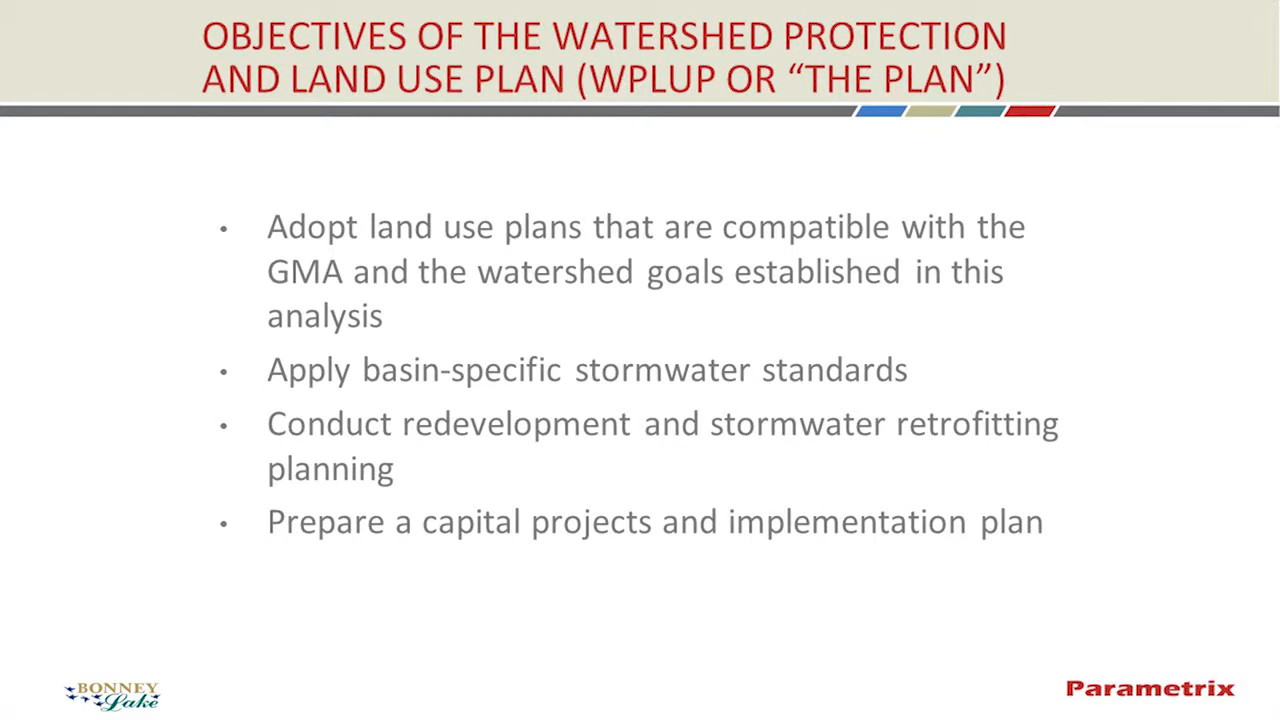 OBJECTIVES OF THE WATERSHED PROTECTION
AND LAND USE PLAN (WPLUP OR “THE PLAN”)
• Adopt land use plans that are compatible with the
GMA and the watershed goals established in this
analysis
• Apply basin-specific stormwater standards
• Conduct redevelopment and stormwater retrofitting
planning
• Prepare a capital projects and implementation plan
BONNEY
Lake
Parametrix